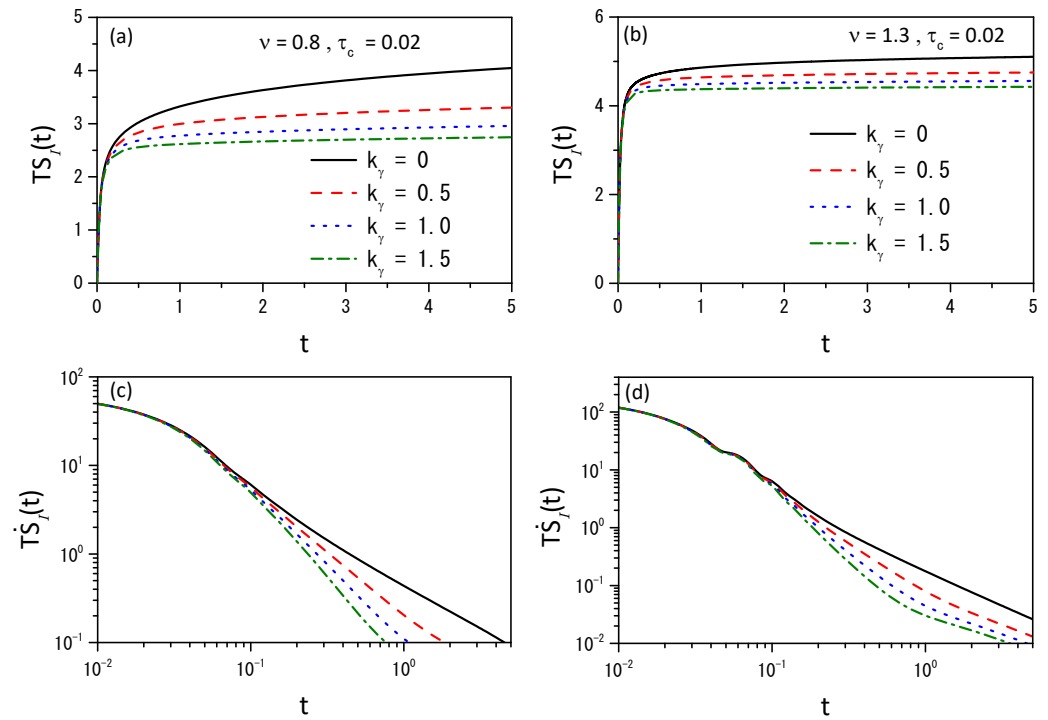 (a)
ν = 0.8 , τc = 0.02
TS_I(t)
5
4
3
2
1
0
kγ = 0
kγ = 0.5
kγ = 1.0
kγ = 1.5
0 1 2 3 4 5
t
(b)
ν = 1.3 , τc = 0.02
TS_I(t)
6
4
2
0
kγ = 0
kγ = 0.5
kγ = 1.0
kγ = 1.5
0 1 2 3 4 5
t
(c)
TṠ_I(t)
10²
10¹
10⁰
10⁻¹
10⁻² 10⁻¹ 10⁰
t
(d)
TṠ_I(t)
10²
10¹
10⁰
10⁻¹
10⁻²
10⁻² 10⁻¹ 10⁰
t